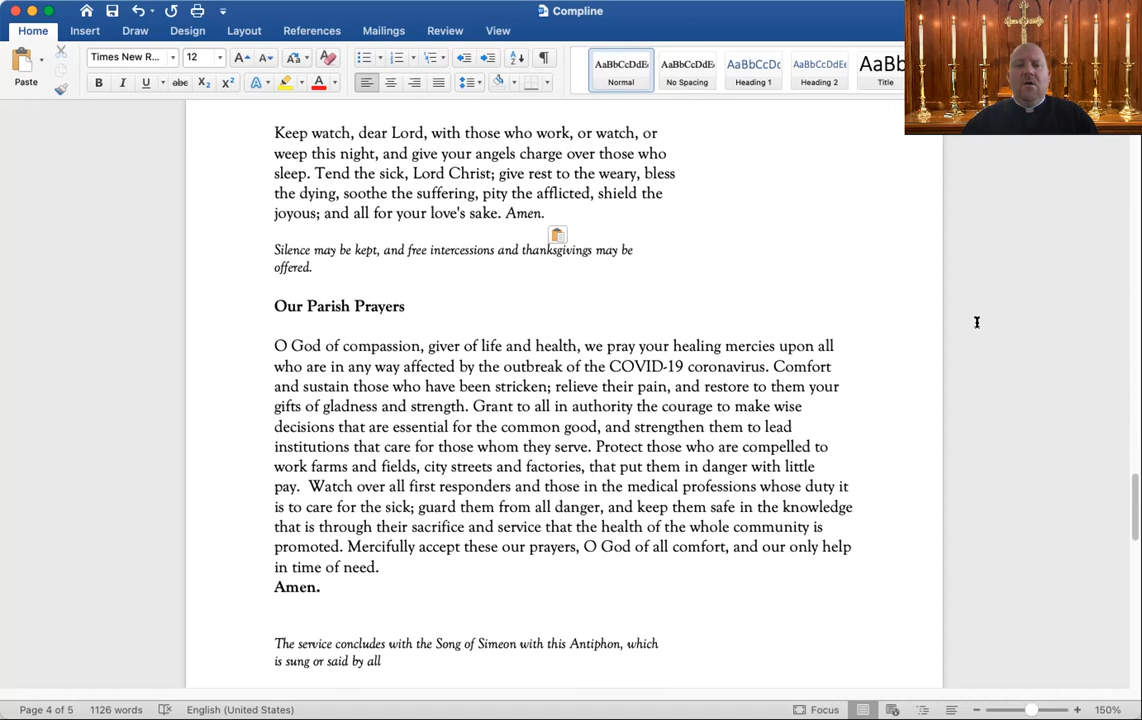 Compline
Home Insert Draw Design Layout References Mailings Review View
Paste
Times New R... 12
AaBbCcDdEe AaBbCcDdEe AaBbCcDc AaBbCcDdEe AaBbC
Normal No Spacing Heading 1 Heading 2 Title
Keep watch, dear Lord, with those who work, or watch, or
weep this night, and give your angels charge over those who
sleep. Tend the sick, Lord Christ; give rest to the weary, bless
the dying, soothe the suffering, pity the afflicted, shield the
joyous; and all for your love's sake. Amen.
Silence may be kept, and free intercessions and thanksgivings may be
offered.
Our Parish Prayers
O God of compassion, giver of life and health, we pray your healing mercies upon all
who are in any way affected by the outbreak of the COVID-19 coronavirus. Comfort
and sustain those who have been stricken; relieve their pain, and restore to them your
gifts of gladness and strength. Grant to all in authority the courage to make wise
decisions that are essential for the common good, and strengthen them to lead
institutions that care for those whom they serve. Protect those who are compelled to
work farms and fields, city streets and factories, that put them in danger with little
pay. Watch over all first responders and those in the medical professions whose duty it
is to care for the sick; guard them from all danger, and keep them safe in the knowledge
that is through their sacrifice and service that the health of the whole community is
promoted. Mercifully accept these our prayers, O God of all comfort, and our only help
in time of need.
Amen.
The service concludes with the Song of Simeon with this Antiphon, which
is sung or said by all
Page 4 of 5 1126 words English (United States) Focus 150%